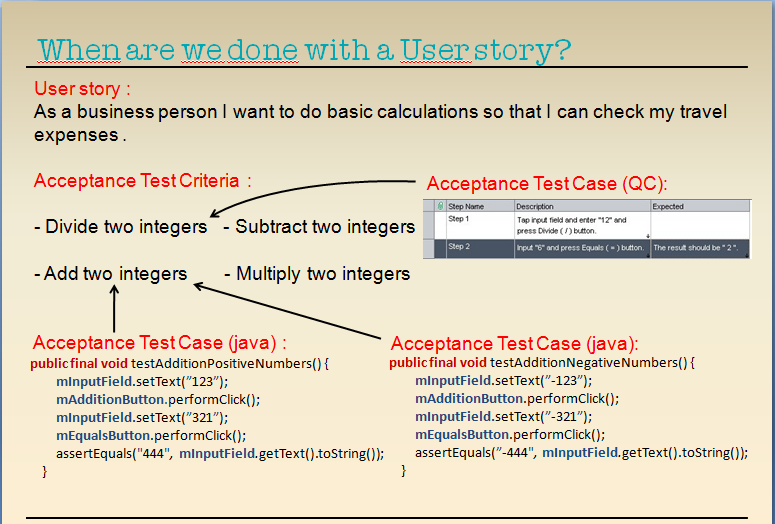 When are we done with a User story?
User story :
As a business person I want to do basic calculations so that I can check my travel
expenses .
Acceptance Test Criteria :
- Divide two integers - Subtract two integers
- Add two integers - Multiply two integers
Acceptance Test Case (QC):
Step Name Description Expected
Step 1 Tap input field and enter "12" and
press Divide ( / ) button.
Step 2 Input "6" and press Equals ( = ) button. The result should be " 2 ".
Acceptance Test Case (java) :
public final void testAdditionPositiveNumbers() {
mInputField.setText("123");
mAdditionButton.performClick();
mInputField.setText("321");
mEqualsButton.performClick();
assertEquals("444", mInputField.getText().toString());
}
Acceptance Test Case (java):
public final void testAdditionNegativeNumbers() {
mInputField.setText("-123");
mAdditionButton.performClick();
mInputField.setText("-321");
mEqualsButton.performClick();
assertEquals("-444", mInputField.getText().toString());
}